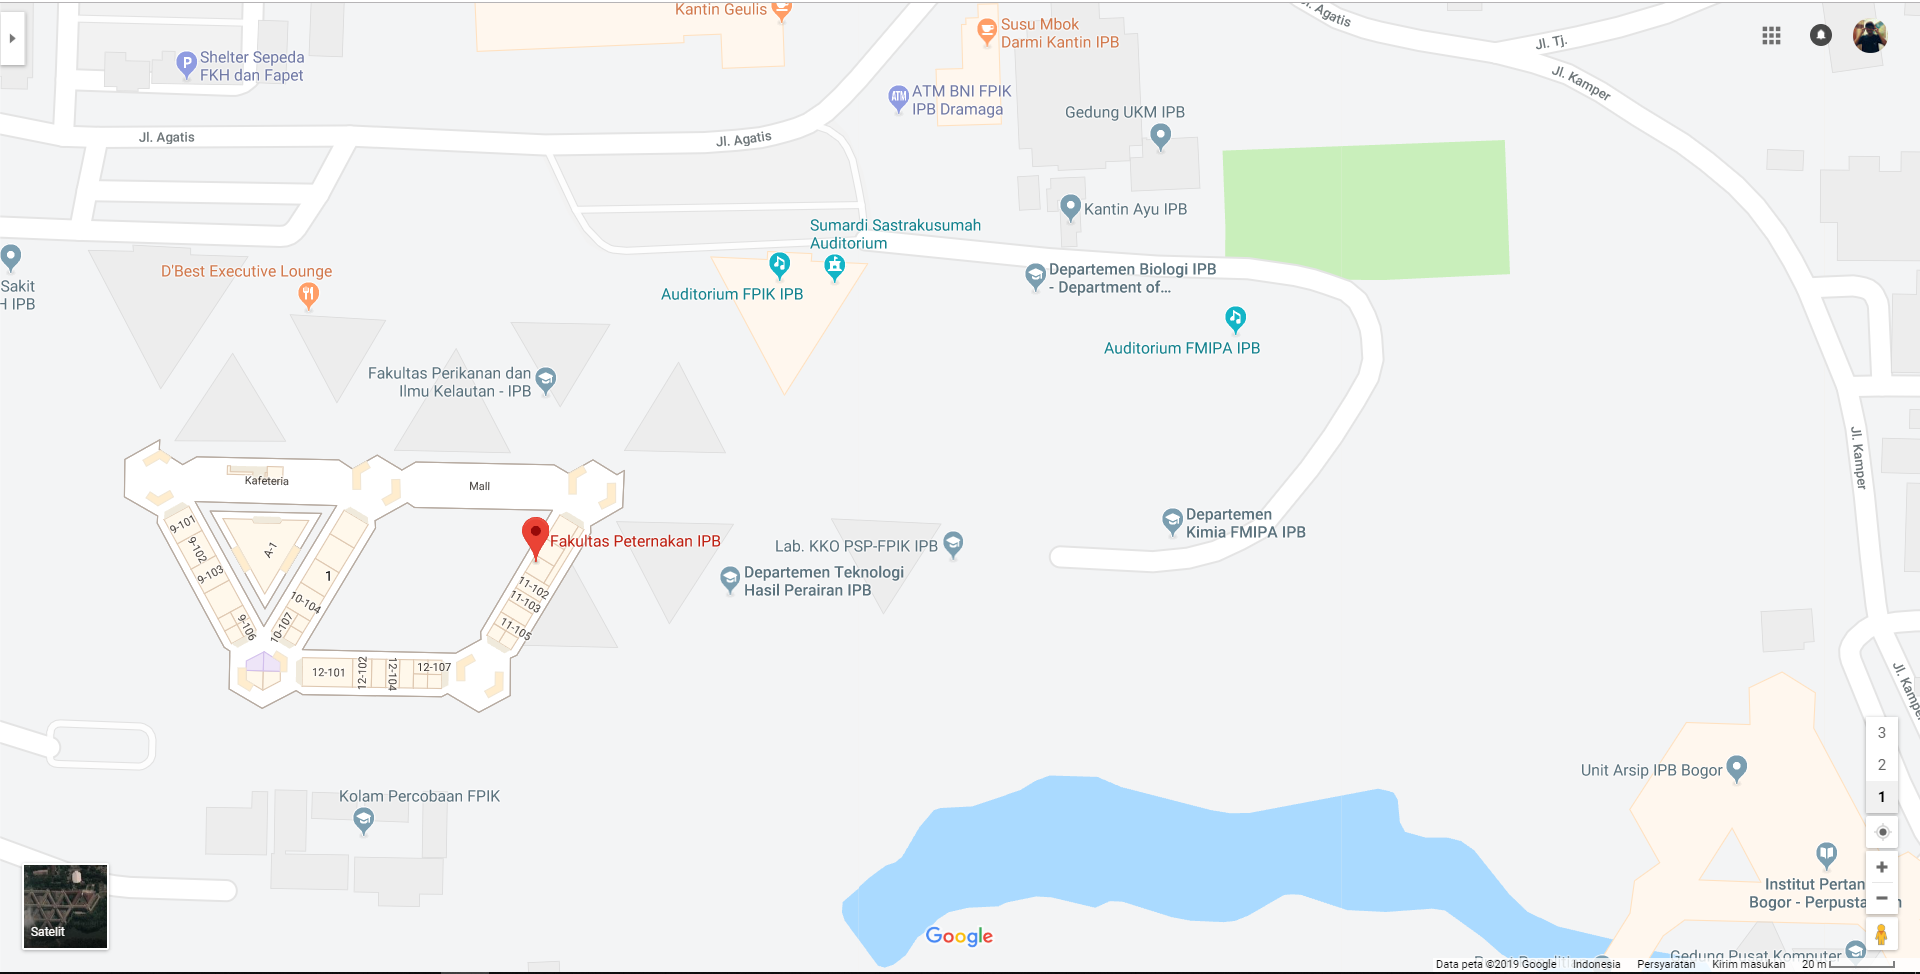 Kantin Geulis
Susu Mbok
Darmi Kantin IPB
Jl. Agatis
Jl. Tj.
Jl. Kamper
Shelter Sepeda
FKH dan Fapet
ATM
ATM BNI FPIK
IPB Dramaga
Gedung UKM IPB
Jl. Agatis
Jl. Agatis
Kantin Ayu IPB
Sumardi Sastrakusumah
Auditorium
Sakit
H IPB
D'Best Executive Lounge
Auditorium FPIK IPB
Departemen Biologi IPB
- Department of...
Auditorium FMIPA IPB
Fakultas Perikanan dan
Ilmu Kelautan - IPB
Jl. Kamper
Kafeteria
Mall
9-101
9-102
9-103
9-106
A-1
1
10-104
10-107
Fakultas Peternakan IPB
11-102
11-103
11-105
12-101
12-102
12-104
12-107
Lab. KKO PSP-FPIK IPB
Departemen Teknologi
Hasil Perairan IPB
Departemen
Kimia FMIPA IPB
Jl. Kamper
Kolam Percobaan FPIK
Unit Arsip IPB Bogor
3
2
1
Institut Pertan
Bogor - Perpusta
Satelit
Google
Gedung Pusat Komputer
Data peta ©2019 Google
Indonesia
Persyaratan
Kirim masukan
20 m